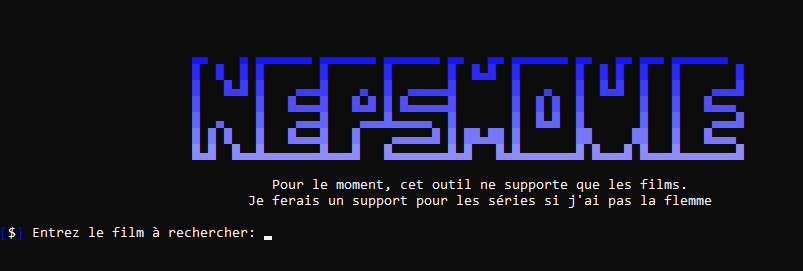 NEPSMOVIE
Pour le moment, cet outil ne supporte que les films.
Je ferais un support pour les séries si j'ai pas la flemme
|$| Entrez le film à rechercher: _